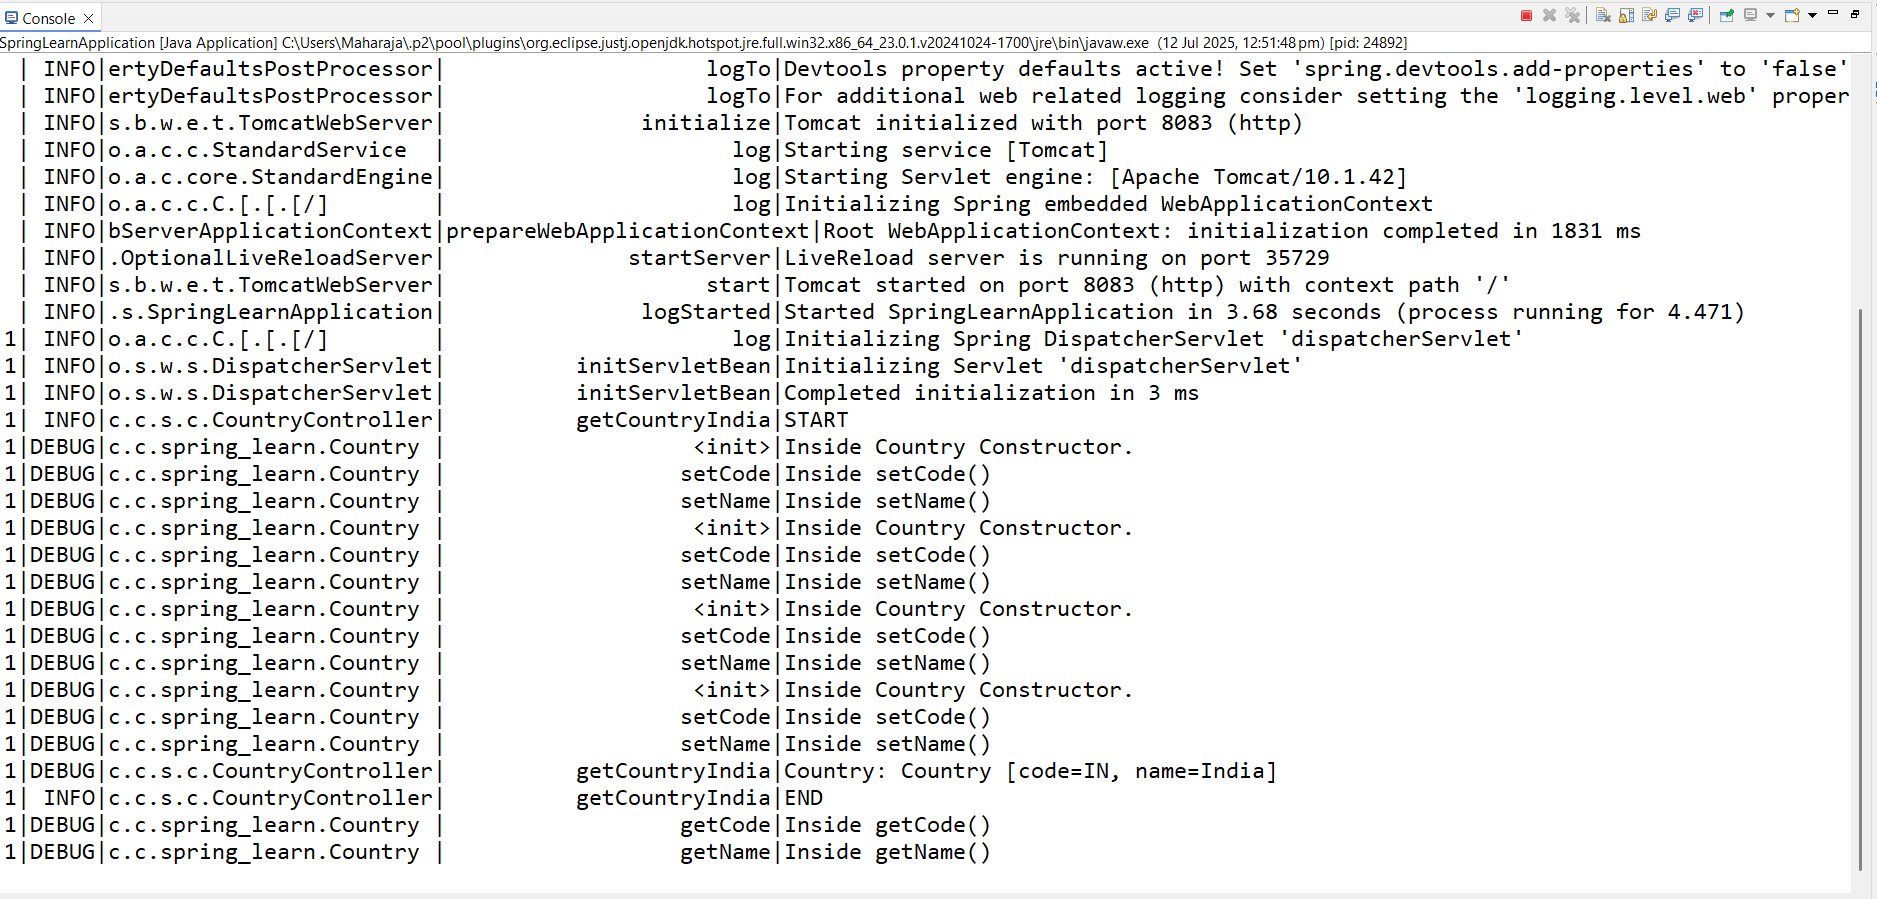 Console
SpringLearnApplication [Java Application] C:\Users\Maharaja\.p2\pool\plugins\org.eclipse.justj.openjdk.hotspot.jre.full.win32.x86_64_23.0.1.v20241024-1700\jre\bin\javaw.exe (12 Jul 2025, 12:51:48 pm) [pid: 24892]
| INFO|ertyDefaultsPostProcessor| logTo|Devtools property defaults active! Set 'spring.devtools.add-properties' to 'false'
| INFO|ertyDefaultsPostProcessor| logTo|For additional web related logging consider setting the 'logging.level.web' proper
| INFO|s.b.w.e.t.TomcatWebServer| initialize|Tomcat initialized with port 8083 (http)
| INFO|o.a.c.c.StandardService | log|Starting service [Tomcat]
| INFO|o.a.c.core.StandardEngine| log|Starting Servlet engine: [Apache Tomcat/10.1.42]
| INFO|o.a.c.c.C.[.[.[/] | log|Initializing Spring embedded WebApplicationContext
| INFO|bServerApplicationContext|prepareWebApplicationContext|Root WebApplicationContext: initialization completed in 1831 ms
| INFO|.OptionalLiveReloadServer| startServer|LiveReload server is running on port 35729
| INFO|s.b.w.e.t.TomcatWebServer| start|Tomcat started on port 8083 (http) with context path '/'
| INFO|.s.SpringLearnApplication| logStarted|Started SpringLearnApplication in 3.68 seconds (process running for 4.471)
1| INFO|o.a.c.c.C.[.[.[/] | log|Initializing Spring DispatcherServlet 'dispatcherServlet'
1| INFO|o.s.w.s.DispatcherServlet| initServletBean|Initializing Servlet 'dispatcherServlet'
1| INFO|o.s.w.s.DispatcherServlet| initServletBean|Completed initialization in 3 ms
1| INFO|c.c.s.c.CountryController| getCountryIndia|START
1|DEBUG|c.c.spring_learn.Country | <init>|Inside Country Constructor.
1|DEBUG|c.c.spring_learn.Country | setCode|Inside setCode()
1|DEBUG|c.c.spring_learn.Country | setName|Inside setName()
1|DEBUG|c.c.spring_learn.Country | <init>|Inside Country Constructor.
1|DEBUG|c.c.spring_learn.Country | setCode|Inside setCode()
1|DEBUG|c.c.spring_learn.Country | setName|Inside setName()
1|DEBUG|c.c.spring_learn.Country | <init>|Inside Country Constructor.
1|DEBUG|c.c.spring_learn.Country | setCode|Inside setCode()
1|DEBUG|c.c.spring_learn.Country | setName|Inside setName()
1|DEBUG|c.c.spring_learn.Country | <init>|Inside Country Constructor.
1|DEBUG|c.c.spring_learn.Country | setCode|Inside setCode()
1|DEBUG|c.c.spring_learn.Country | setName|Inside setName()
1|DEBUG|c.c.s.c.CountryController| getCountryIndia|Country: Country [code=IN, name=India]
1| INFO|c.c.s.c.CountryController| getCountryIndia|END
1|DEBUG|c.c.spring_learn.Country | getCode|Inside getCode()
1|DEBUG|c.c.spring_learn.Country | getName|Inside getName()